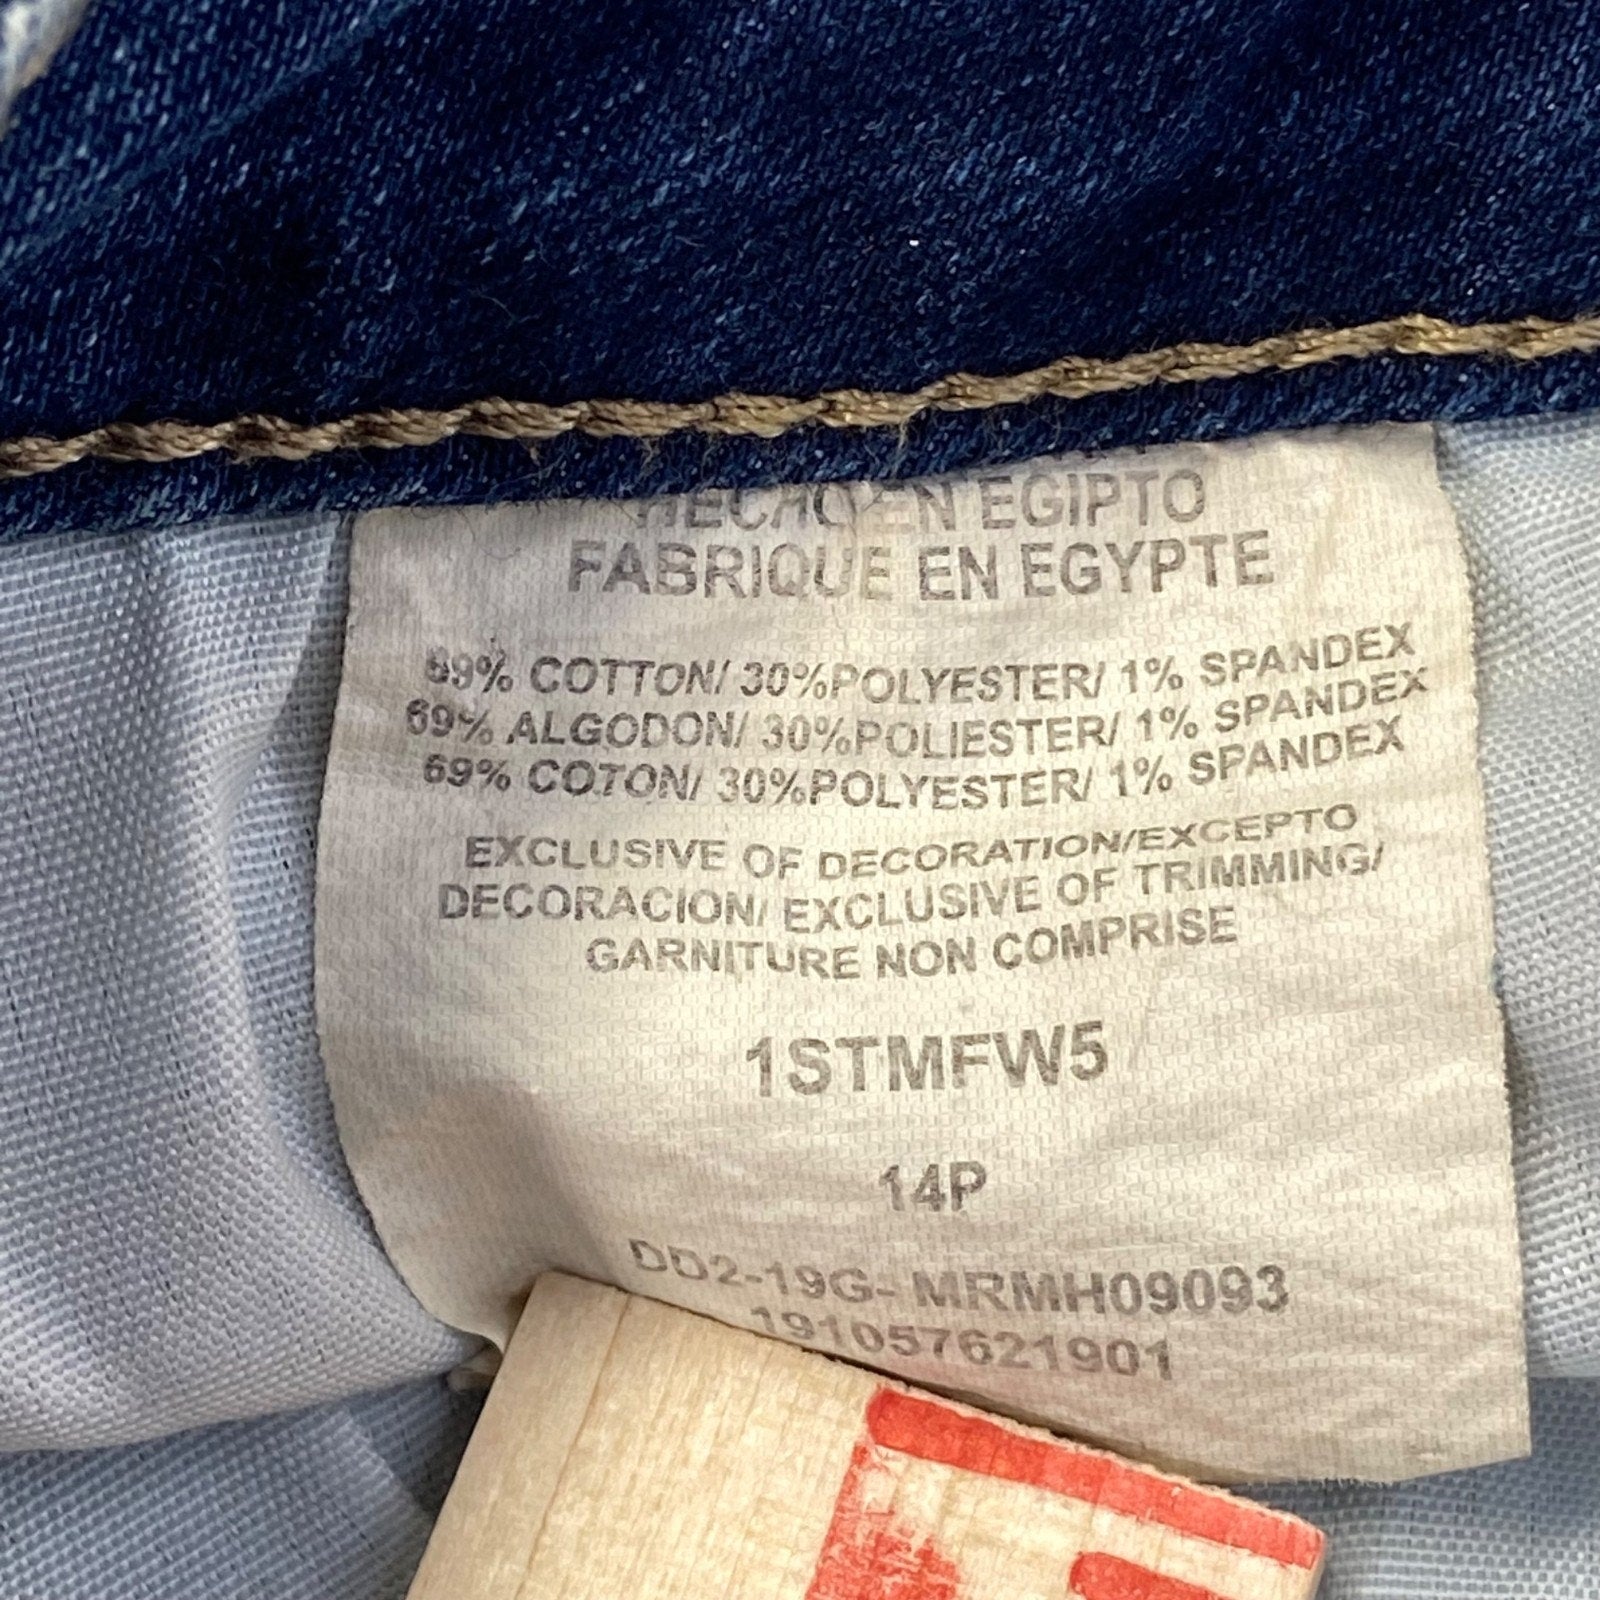 HECHO EN EGIPTO
FABRIQUE EN EGYPTE
69% COTTON/ 30%POLYESTER/ 1% SPANDEX
69% ALGODON/ 30%POLIESTER/ 1% SPANDEX
69% COTON/ 30%POLYESTER/ 1% SPANDEX
EXCLUSIVE OF DECORATION/EXCEPTO
DECORACION/ EXCLUSIVE OF TRIMMING/
GARNITURE NON COMPRISE
1STMFW5
14P
DD2-19G- MRMH09093
191057621901